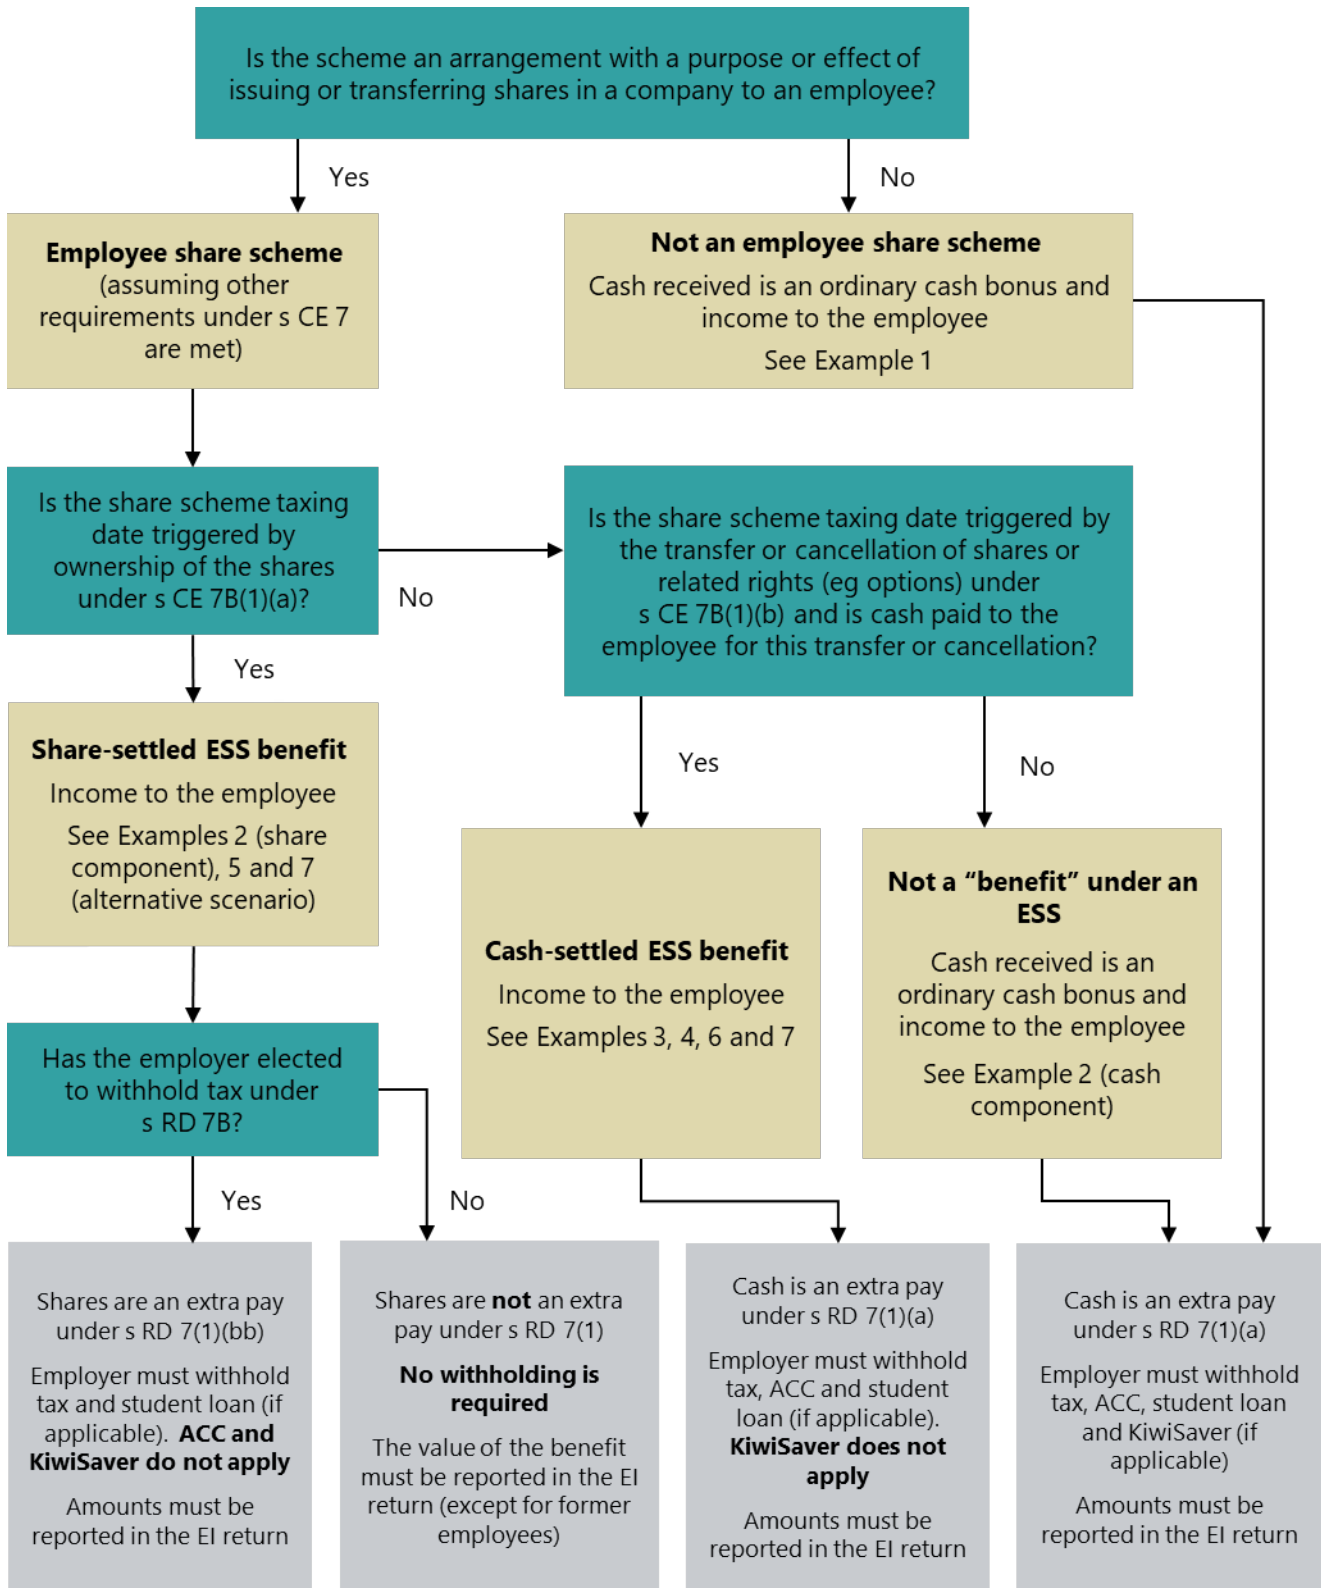 Is the scheme an arrangement with a purpose or effect of
issuing or transferring shares in a company to an employee?
Yes
No
Employee share scheme
(assuming other
requirements under s CE 7
are met)
Not an employee share scheme
Cash received is an ordinary cash bonus and
income to the employee
See Example 1
Is the share scheme taxing
date triggered by
ownership of the shares
under s CE 7B(1)(a)?
No
Is the share scheme taxing date triggered by
the transfer or cancellation of shares or
related rights (eg options) under
s CE 7B(1)(b) and is cash paid to the
employee for this transfer or cancellation?
Yes
Yes
No
Share-settled ESS benefit
Income to the employee
See Examples 2 (share
component), 5 and 7
(alternative scenario)
Cash-settled ESS benefit
Income to the employee
See Examples 3, 4, 6 and 7
Not a “benefit” under an
ESS
Cash received is an
ordinary cash bonus and
income to the employee
See Example 2 (cash
component)
Has the employer elected
to withhold tax under
s RD 7B?
Yes
No
Shares are an extra pay
under s RD 7(1)(bb)
Employer must withhold
tax and student loan (if
applicable). ACC and
KiwiSaver do not apply
Amounts must be
reported in the EI return
Shares are not an extra
pay under s RD 7(1)
No withholding is
required
The value of the benefit
must be reported in the EI
return (except for former
employees)
Cash is an extra pay
under s RD 7(1)(a)
Employer must withhold
tax, ACC and student
loan (if applicable).
KiwiSaver does not
apply
Amounts must be
reported in the EI return
Cash is an extra pay
under s RD 7(1)(a)
Employer must withhold
tax, ACC, student loan
and KiwiSaver (if
applicable)
Amounts must be
reported in the EI return